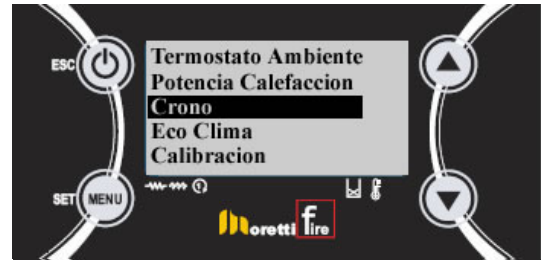 Termostato Ambiente
ESC
Potencia Calefaccion
Crono
Eco Clima
Calibracion
SET MENU
Moretti fire